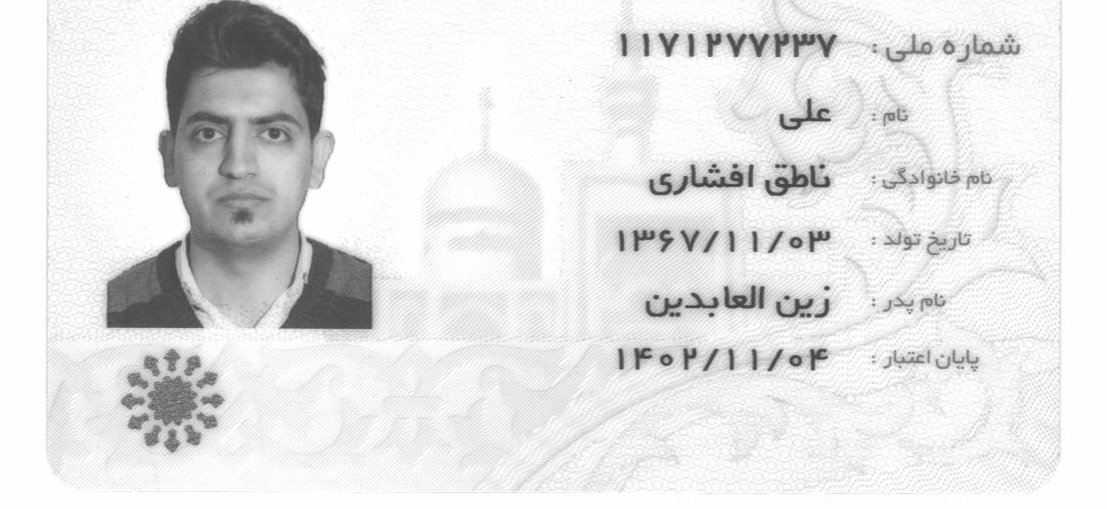 شماره ملی : ۱۱۷۱۲۷۷۲۳۷
نام : علی
نام خانوادگی : ناطق افشاری
تاریخ تولد : ۱۳۶۷/۱۱/۰۳
نام پدر : زین العابدین
پایان اعتبار : ۱۴۰۲/۱۱/۰۴